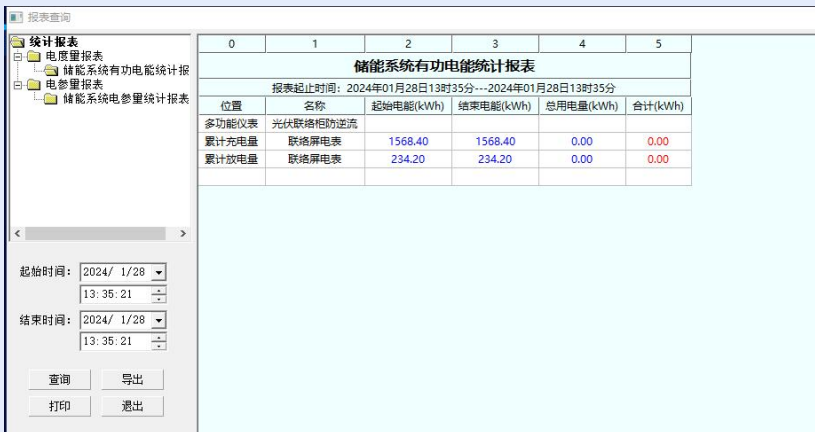 报表查询
统计报表
电度量报表
储能系统有功电能统计报
电参量报表
储能系统电参量统计报表
起始时间： 2024/ 1/28
13:35:21
结束时间： 2024/ 1/28
13:35:21
查询 导出
打印 退出
0 1 2 3 4 5
储能系统有功电能统计报表
报表起止时间：2024年01月28日13时35分---2024年01月28日13时35分
位置 名称 起始电能(kWh) 结束电能(kWh) 总用电量(kWh) 合计(kWh)
多功能仪表 光伏联络柜防逆流
累计充电量 联络屏电表 1568.40 1568.40 0.00 0.00
累计放电量 联络屏电表 234.20 234.20 0.00 0.00